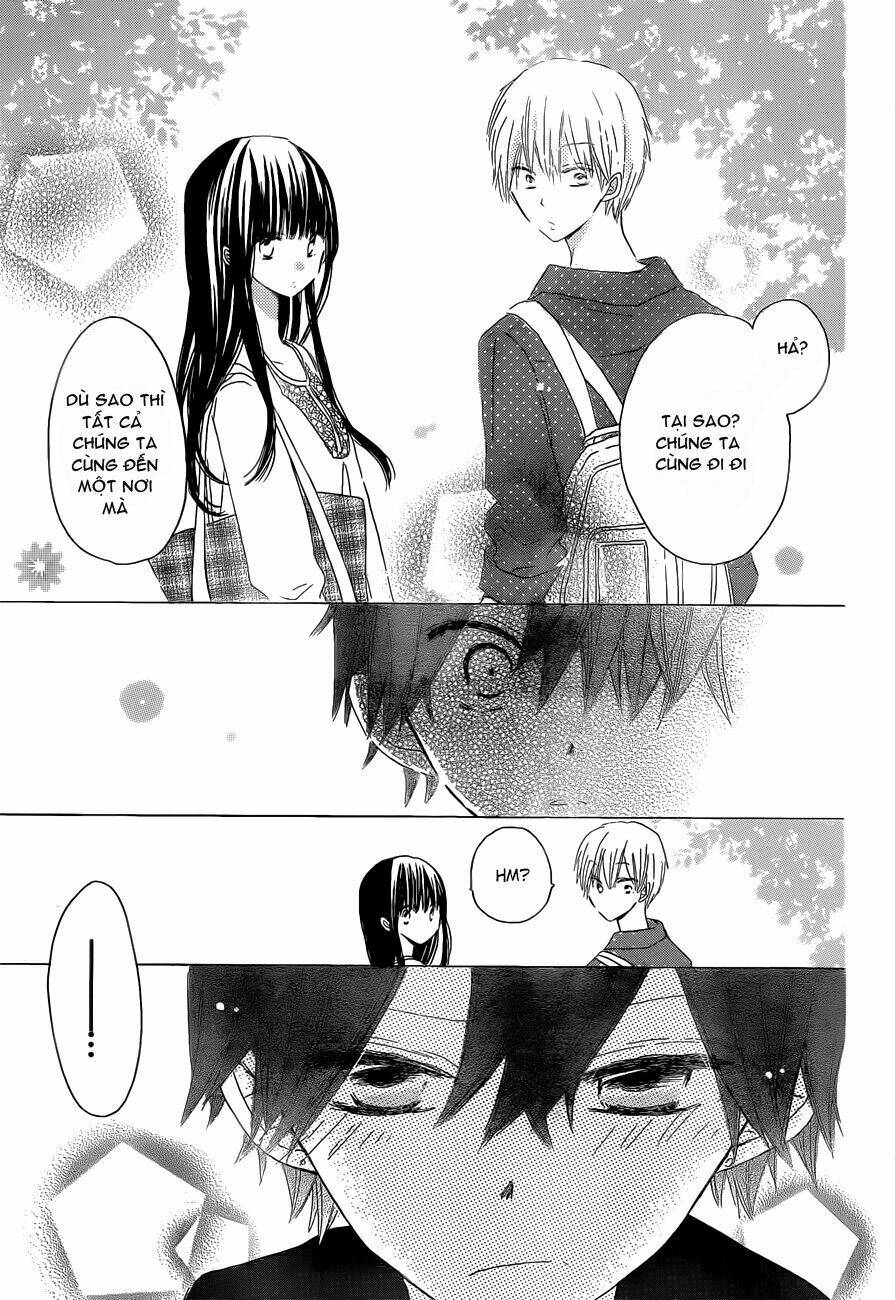 HẢ?
TẠI SAO?
CHÚNG TA
CÙNG ĐI ĐI
DÙ SAO THÌ
TẤT CẢ
CHÚNG TA
CÙNG ĐẾN
MỘT NƠI
MÀ
HM?